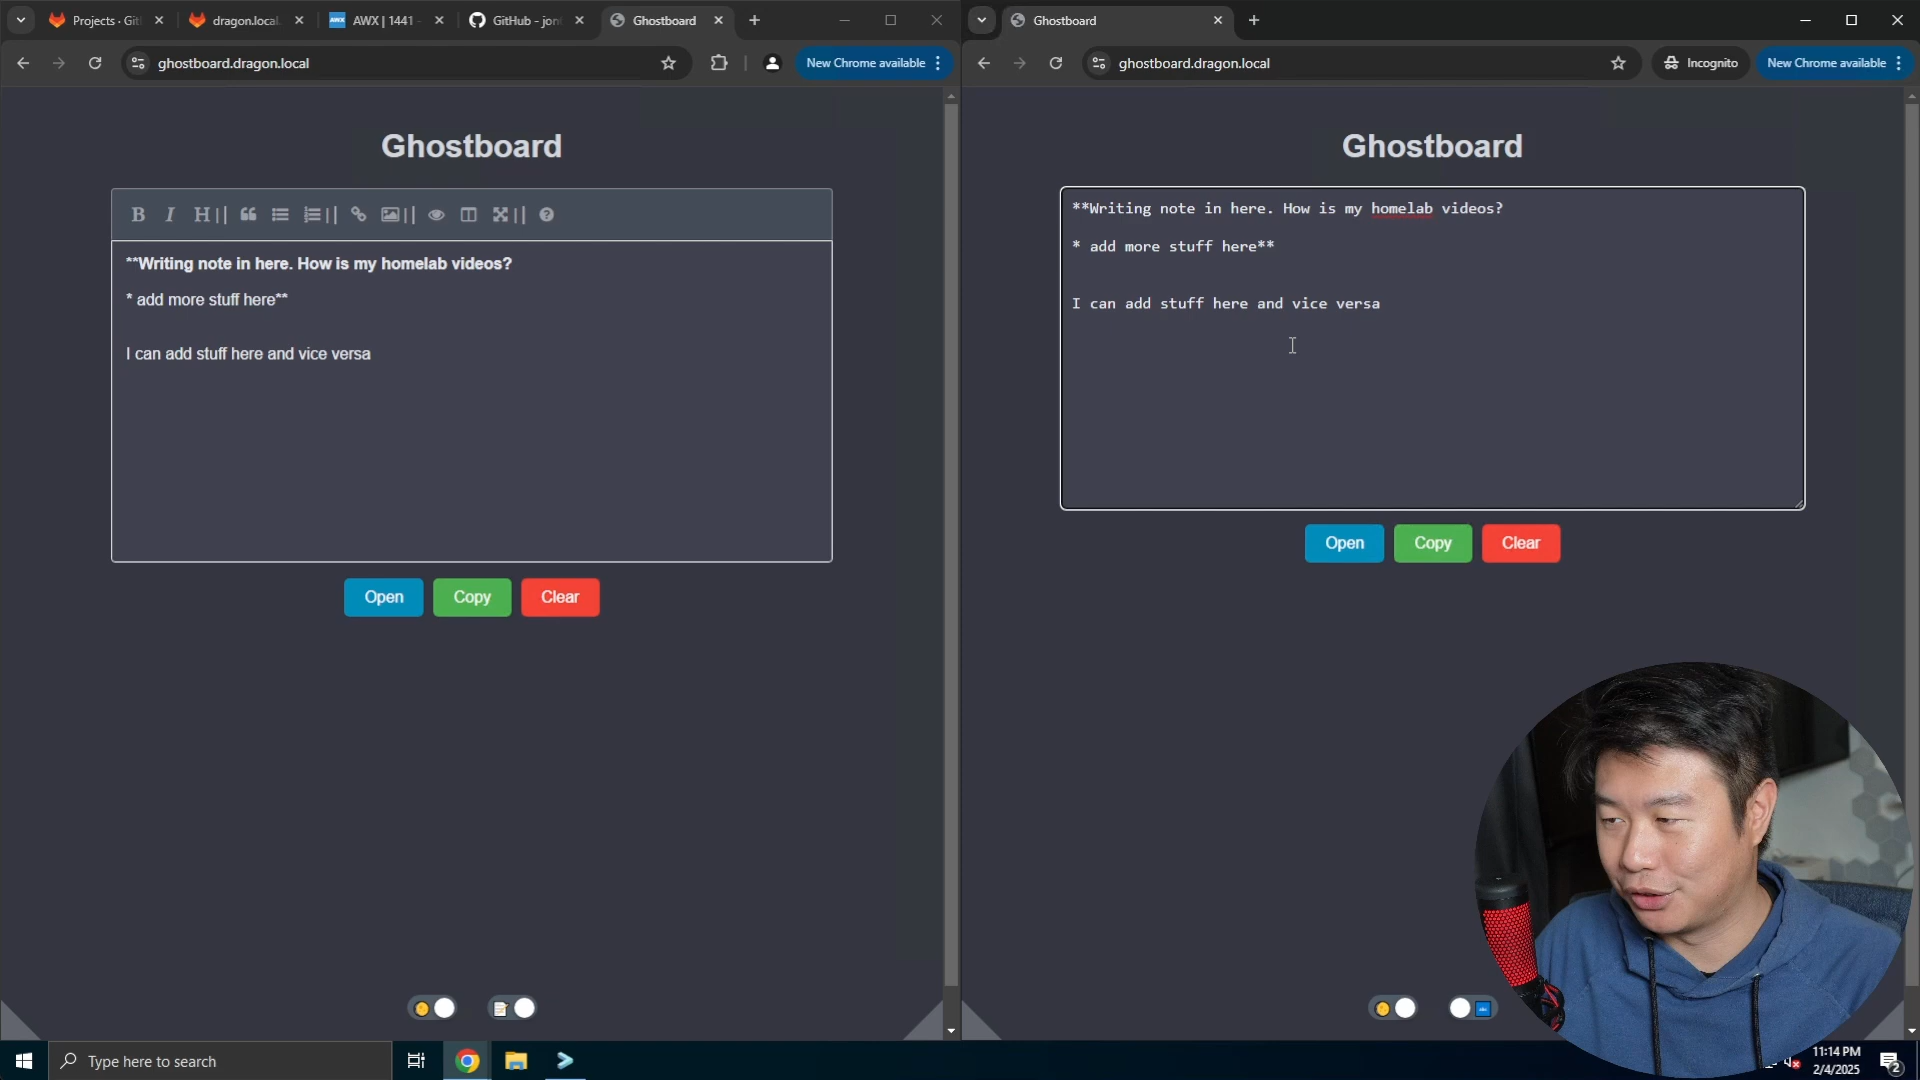 Projects · Git
dragon.local.
AWX | 1441 -
GitHub - jon
Ghostboard
ghostboard.dragon.local
New Chrome available
Ghostboard
B I H
**Writing note in here. How is my homelab videos?
* add more stuff here**
I can add stuff here and vice versa
Open Copy Clear
Ghostboard
ghostboard.dragon.local
Incognito
New Chrome available
Ghostboard
**Writing note in here. How is my homelab videos?
* add more stuff here**
I can add stuff here and vice versa
Open Copy Clear
Type here to search
11:14 PM
2/4/2025
2